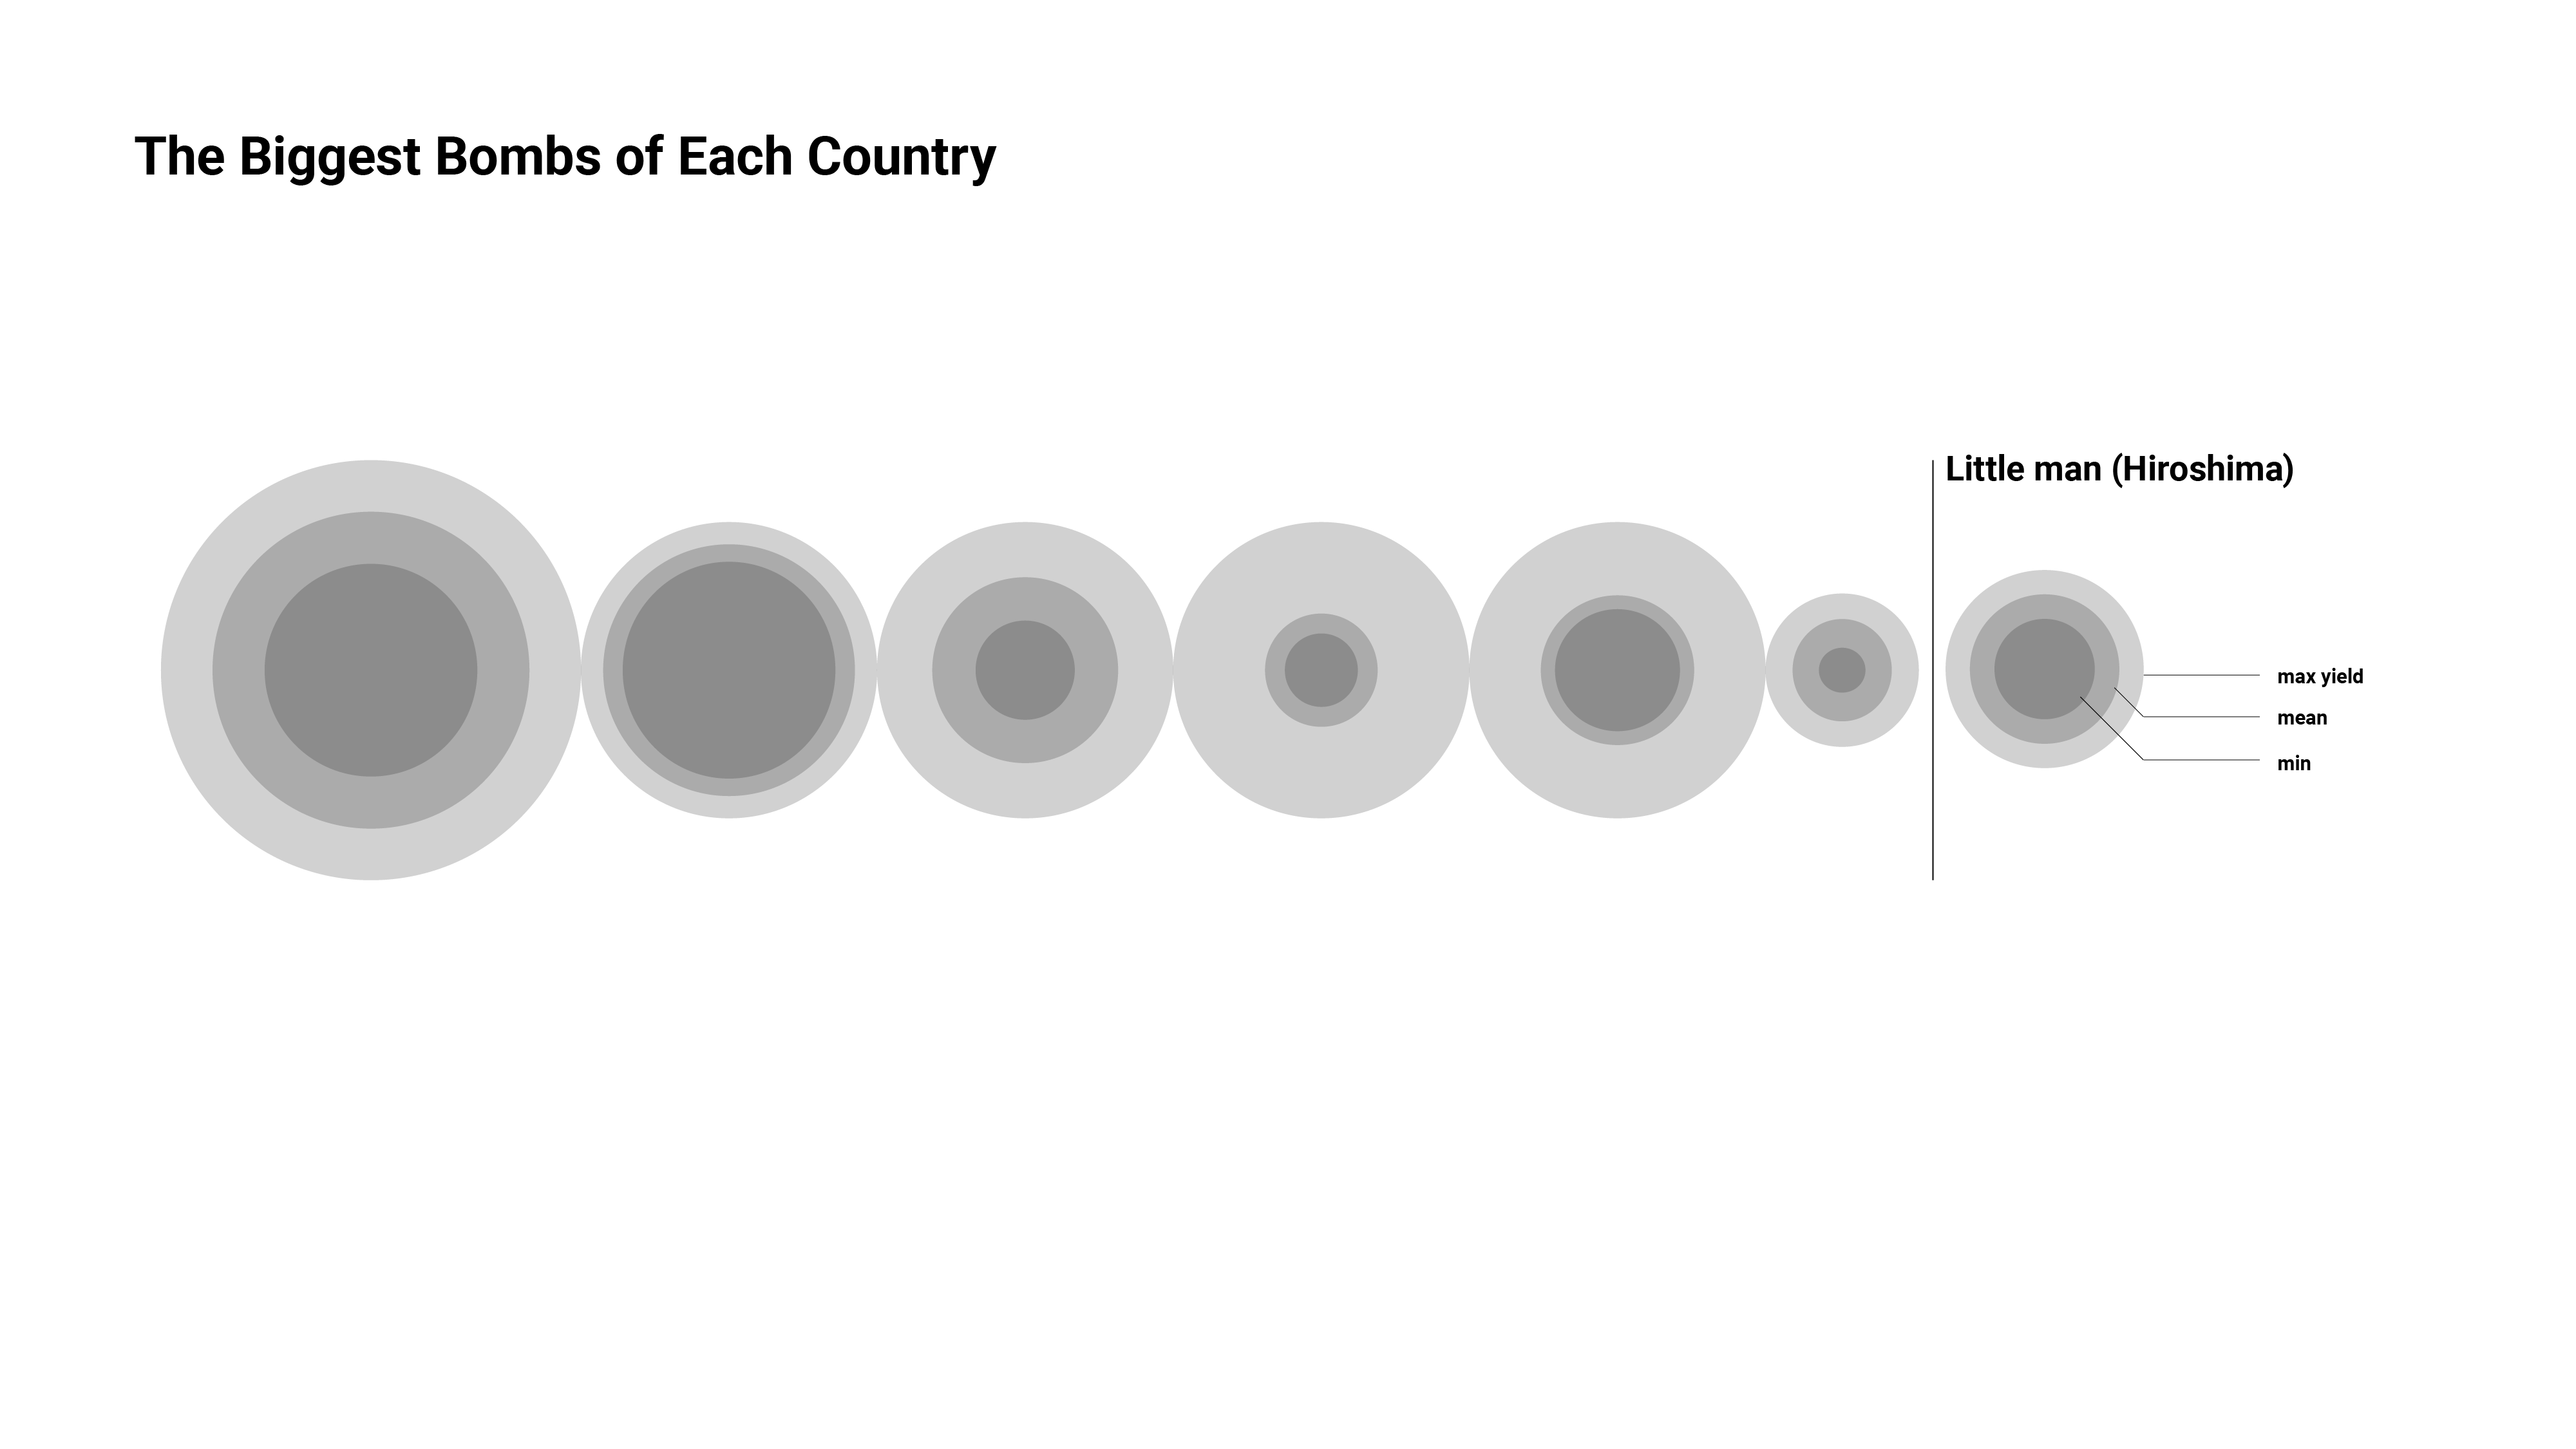 The Biggest Bombs of Each Country
Little man (Hiroshima)
max yield
mean
min